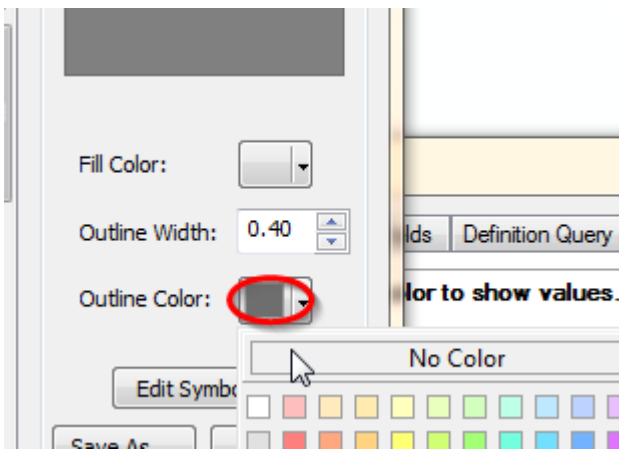 Fill Color:
Outline Width: 0.40
lds Definition Query
Outline Color:
lor to show values.
No Color
Edit Symbo
Save As...